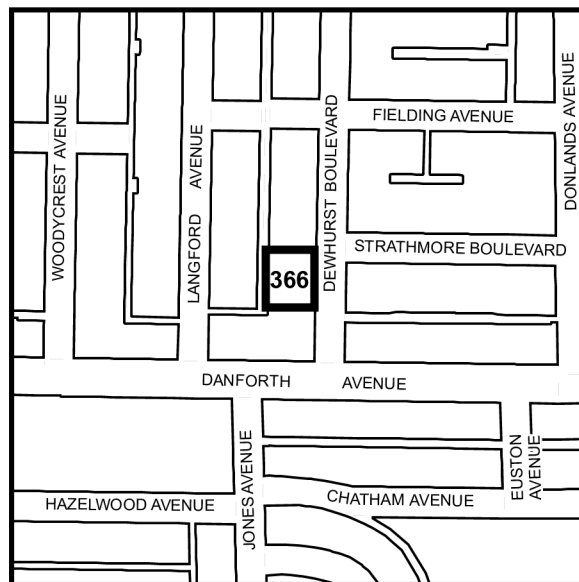 FIELDING AVENUE
WOODYCREST AVENUE
LANGFORD AVENUE
DEWHURST BOULEVARD
DONLANDS AVENUE
STRATHMORE BOULEVARD
366
DANFORTH AVENUE
JONES AVENUE
EUSTON
AVENUE
HAZELWOOD AVENUE
CHATHAM AVENUE